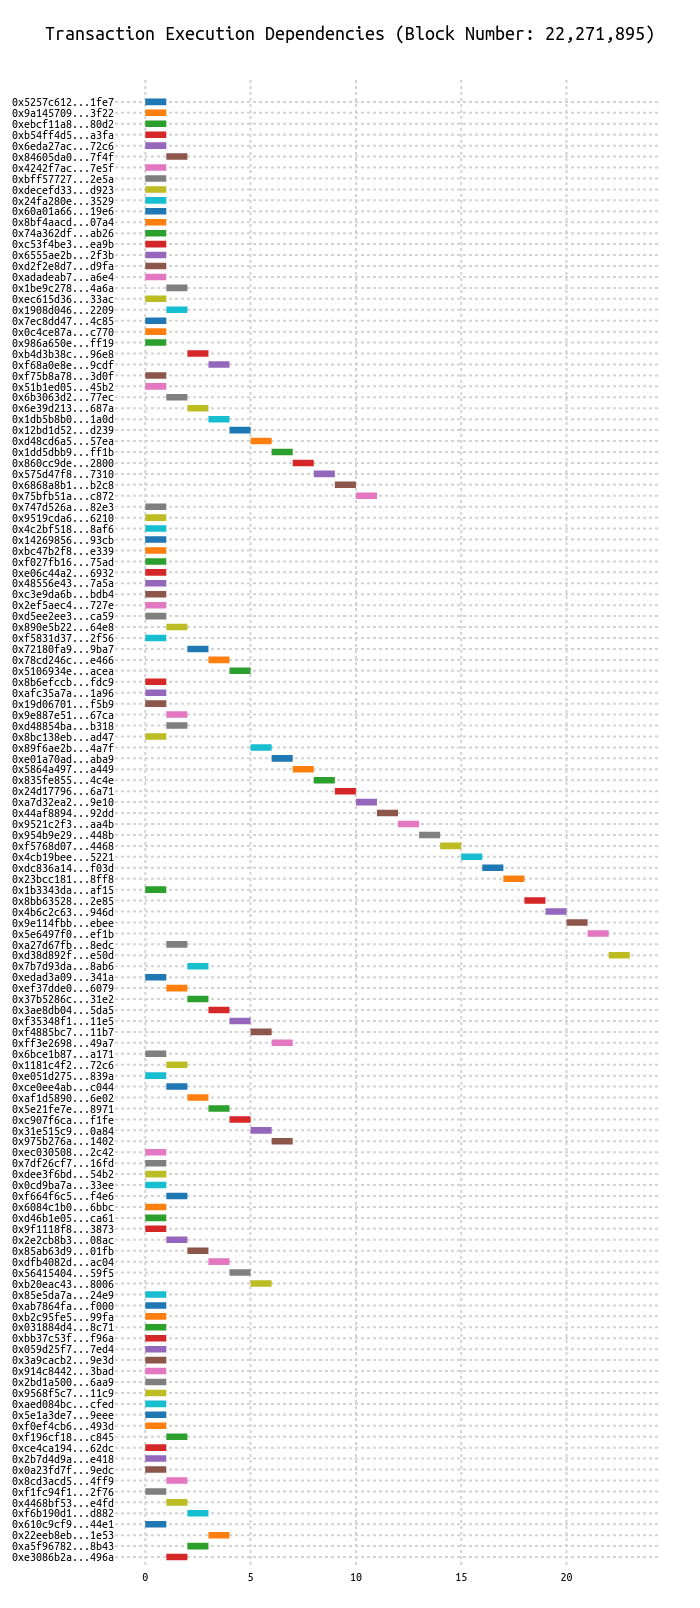 Transaction Execution Dependencies (Block Number: 22,271,895)
0x5257c612...1fe7
0x9a145709...3f22
0xebcf11a8...80d2
0xb54ff4d5...a3fa
0x6eda27ac...72c6
0x84605da0...7f4f
0x4242f7ac...7e5f
0xbff57727...2e5a
0xdecefd33...d923
0x24fa280e...3529
0x60a01a66...19e6
0x8bf4aacd...07a4
0x74a362df...ab26
0xc53f4be3...ea9b
0x6555ae2b...2f3b
0xd2f2e8d7...d9fa
0xadadeab7...a6e4
0x1be9c278...4a6a
0xec615d36...33ac
0x1908d046...2209
0x7ec8dd47...4c85
0x0c4ce87a...c770
0x986a650e...ff19
0xb4d3b38c...96e8
0xf68a0e8e...9cdf
0xf75b8a78...3d0f
0x51b1ed05...45b2
0x6b3063d2...77ec
0x6e39d213...687a
0x1db5b8b0...1a0d
0x12bd1d52...d239
0xd48cd6a5...57ea
0x1dd5dbb9...ff1b
0x860cc9de...2800
0x575d47f8...7310
0x6868a8b1...b2c8
0x75bfb51a...c872
0x747d526a...82e3
0x9519cda6...6210
0x4c2bf518...8af6
0x14269856...93cb
0xbc47b2f8...e339
0xf027fb16...75ad
0xe06c44a2...6932
0x48556e43...7a5a
0xc3e9da6b...bdb4
0x2ef5aec4...727e
0xd5ee2ee3...ca59
0x890e5b22...64e8
0xf5831d37...2f56
0x72180fa9...9ba7
0x78cd246c...e466
0x5106934e...acea
0x8b6efccb...fdc9
0xafc35a7a...1a96
0x19d06701...f5b9
0x9e887e51...67ca
0xd48854ba...b318
0x8bc138eb...ad47
0x89f6ae2b...4a7f
0xe01a70ad...aba9
0x5864a497...a449
0x835fe855...4c4e
0x24d17796...6a71
0xa7d32ea2...9e10
0x44af8894...92dd
0x9521c2f3...aa4b
0x954b9e29...448b
0xf5768d07...4468
0x4cb19bee...5221
0xdc836a14...f03d
0x23bcc181...8ff8
0x1b3343da...af15
0x8bb63528...2e85
0x4b6c2c63...946d
0x9e114fbb...ebee
0x5e6497f0...ef1b
0xa27d67fb...8edc
0xd38d892f...e50d
0x7b7d93da...8ab6
0xedad3a09...341a
0xef37dde0...6079
0x37b5286c...31e2
0x3ae8db04...5da5
0xf35348f1...11e5
0xf4885bc7...11b7
0xff3e2698...49a7
0x6bce1b87...a171
0x1181c4f2...72c6
0xe051d275...839a
0xce0ee4ab...c044
0xaf1d5890...6e02
0x5e21fe7e...8971
0xc907f6ca...f1fe
0x31e515c9...0a84
0x975b276a...1402
0xec030508...2c42
0x7df26cf7...16fd
0xdee3f6bd...54b2
0x0cd9ba7a...33ee
0xf664f6c5...f4e6
0x6084c1b0...6bbc
0xd46b1e05...ca61
0x9f1118f8...3873
0x2e2cb8b3...08ac
0x85ab63d9...01fb
0xdfb4082d...ac04
0x56415404...59f5
0xb20eac43...8006
0x85e5da7a...24e9
0xab7864fa...f000
0xb2c95fe5...99fa
0x031884d4...8c71
0xbb37c53f...f96a
0x059d25f7...7ed4
0x3a9cacb2...9e3d
0x914c8442...3bad
0x2bd1a500...6aa9
0x9568f5c7...11c9
0xaed084bc...cfed
0x5e1a3de7...9eee
0xf0ef4cb6...493d
0xf196cf18...c845
0xce4ca194...62dc
0x2b7d4d9a...e418
0x0a23fd7f...9edc
0x8cd3acd5...4ff9
0xf1fc94f1...2f76
0x4468bf53...e4fd
0xf6b190d1...d882
0x610c9cf9...44e1
0x22eeb8eb...1e53
0xa5f96782...8b43
0xe3086b2a...496a
0 5 10 15 20